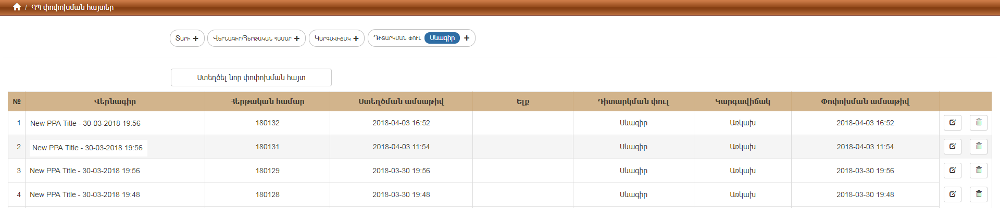 / ԳՊ փոփոխման հայտեր
Տարի + Վերնագիր/Հերթական համար + Կարգավիճակ + Դիտարկման փուլ Սևագիր +
Ստեղծել նոր փոփոխման հայտ
№ Վերնագիր Հերթական համար Ստեղծման ամսաթիվ Ելք Դիտարկման փուլ Կարգավիճակ Փոփոխման ամսաթիվ
1 New PPA Title - 30-03-2018 19:56 180132 2018-04-03 16:52 Սևագիր Առկախ 2018-04-03 16:52
2 New PPA Title - 30-03-2018 19:56 180131 2018-04-03 11:54 Սևագիր Առկախ 2018-04-03 11:54
3 New PPA Title - 30-03-2018 19:56 180129 2018-03-30 19:56 Սևագիր Առկախ 2018-03-30 19:56
4 New PPA Title - 30-03-2018 19:48 180128 2018-03-30 19:48 Սևագիր Առկախ 2018-03-30 19:48